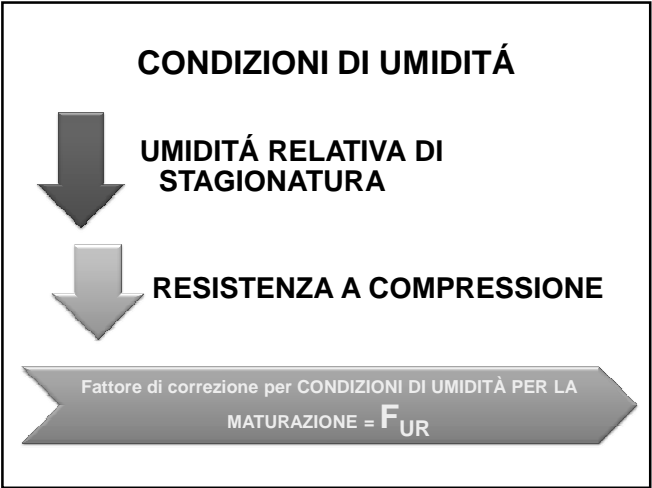 CONDIZIONI DI UMIDITÁ
UMIDITÁ RELATIVA DI
STAGIONATURA
RESISTENZA A COMPRESSIONE
Fattore di correzione per CONDIZIONI DI UMIDITÀ PER LA
MATURAZIONE = FUR